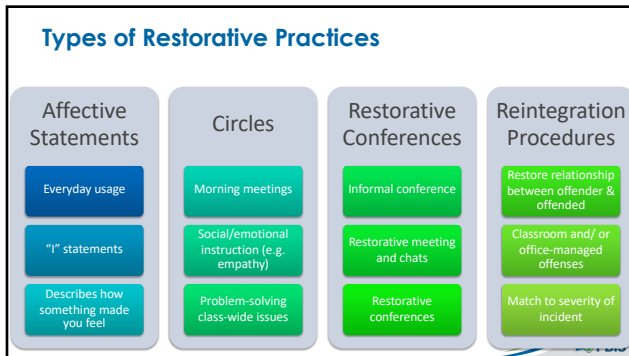 Types of Restorative Practices
Affective
Statements
Everyday usage
"I" statements
Describes how
something made
you feel
Circles
Morning meetings
Social/emotional
instruction (e.g.
empathy)
Problem-solving
class-wide issues
Restorative
Conferences
Informal conference
Restorative meeting
and chats
Restorative
conferences
Reintegration
Procedures
Restore relationship
between offender &
offended
Classroom and/ or
office-managed
offenses
Match to severity of
incident